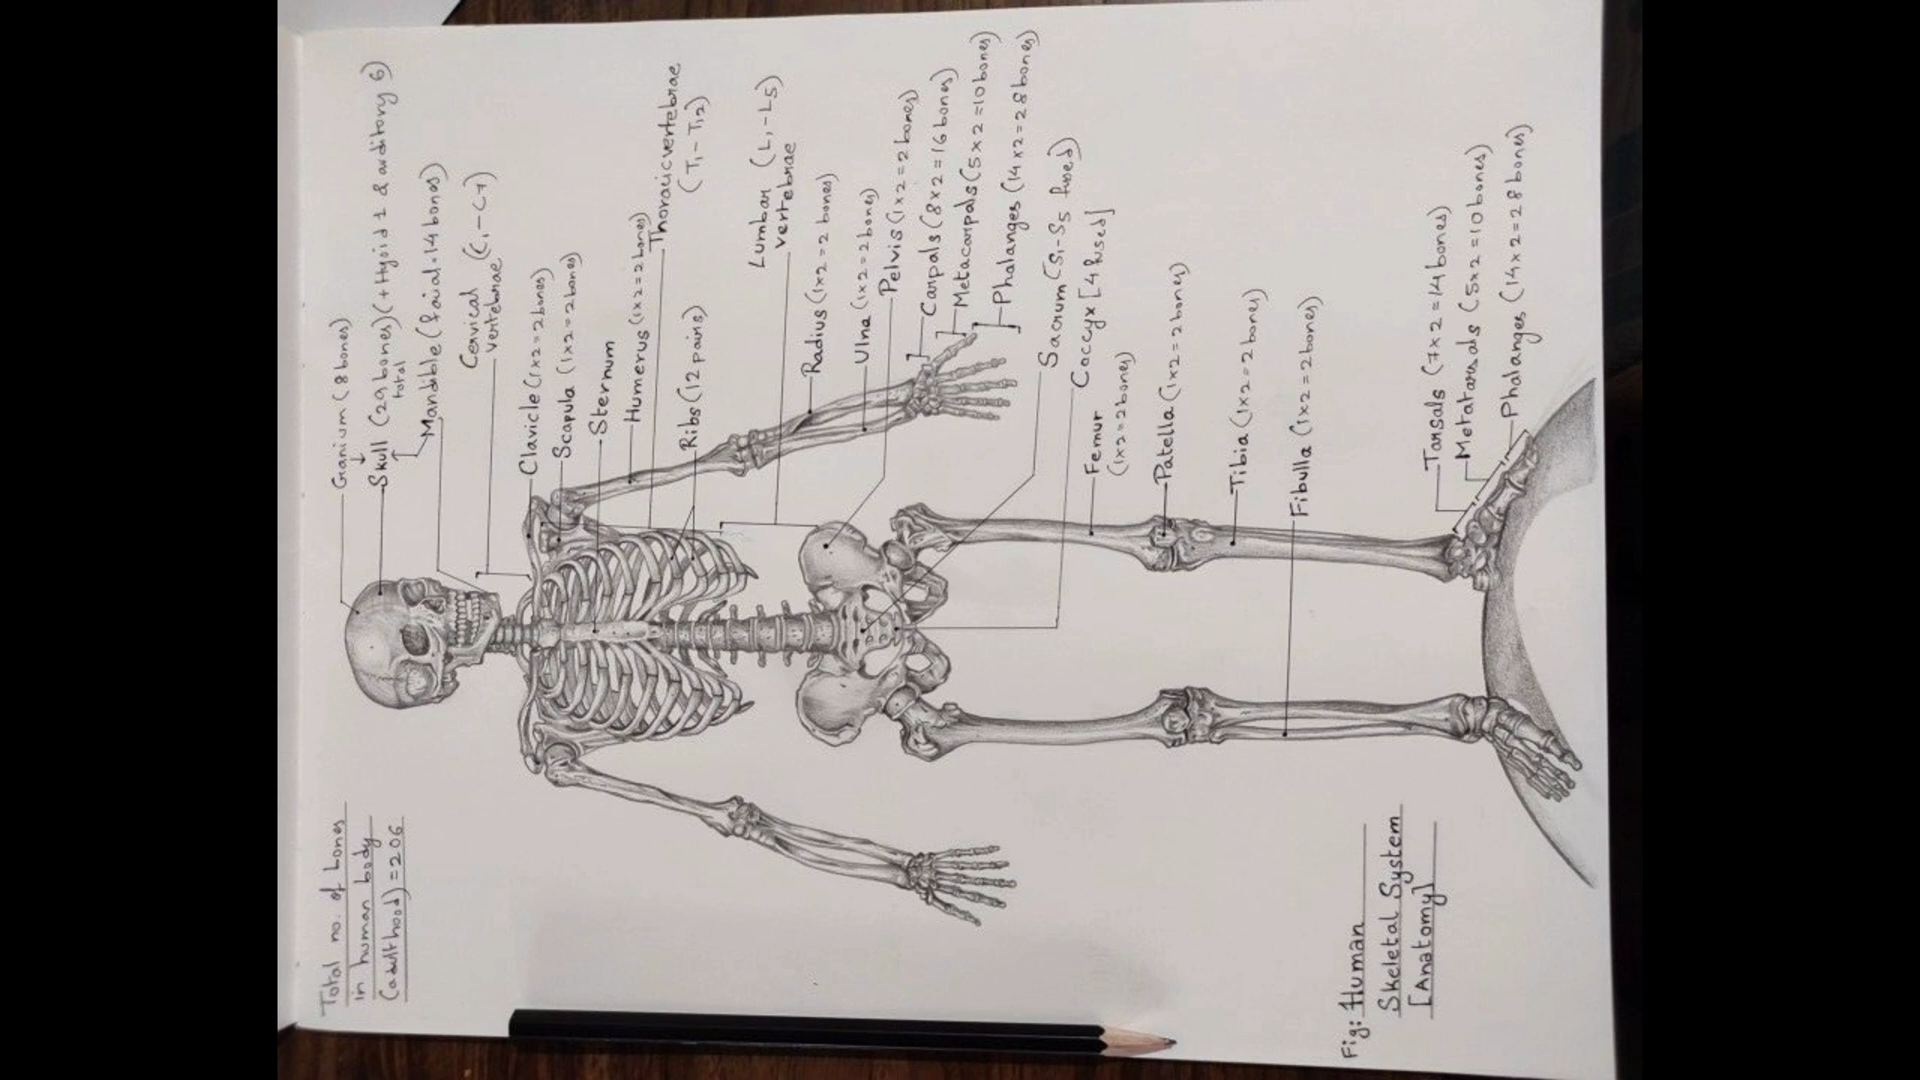 Total no. of bones
in human body
(adulthood) = 206
Cranium (8 bones)
Skull (29 bones) (+Hyoid 1 & auditory 6)
total
Mandible (facial = 14 bones)
Cervical (C1 - C7)
vertebrae
Clavicle (1x2 = 2 bones)
Scapula (1x2 = 2 bones)
Sternum
Humerus (1x2 = 2 bones)
Thoracic vertebrae
(T1 - T12)
Ribs (12 pairs)
Lumbar (L1 - L5)
vertebrae
Radius (1x2 = 2 bones)
Ulna (1x2 = 2 bones)
Pelvis (1x2 = 2 bones)
Carpals (8x2 = 16 bones)
Metacarpals (5x2 = 10 bones)
Phalanges (14x2 = 28 bones)
Sacrum (S1 - S5 fused)
Coccyx [4 fused]
Femur
(1x2 = 2 bones)
Patella (1x2 = 2 bones)
Tibia (1x2 = 2 bones)
Fibulla (1x2 = 2 bones)
Tarsals (7x2 = 14 bones)
Metatarsals (5x2 = 10 bones)
Phalanges (14x2 = 28 bones)
Fig: Human
Skeletal System
[Anatomy]